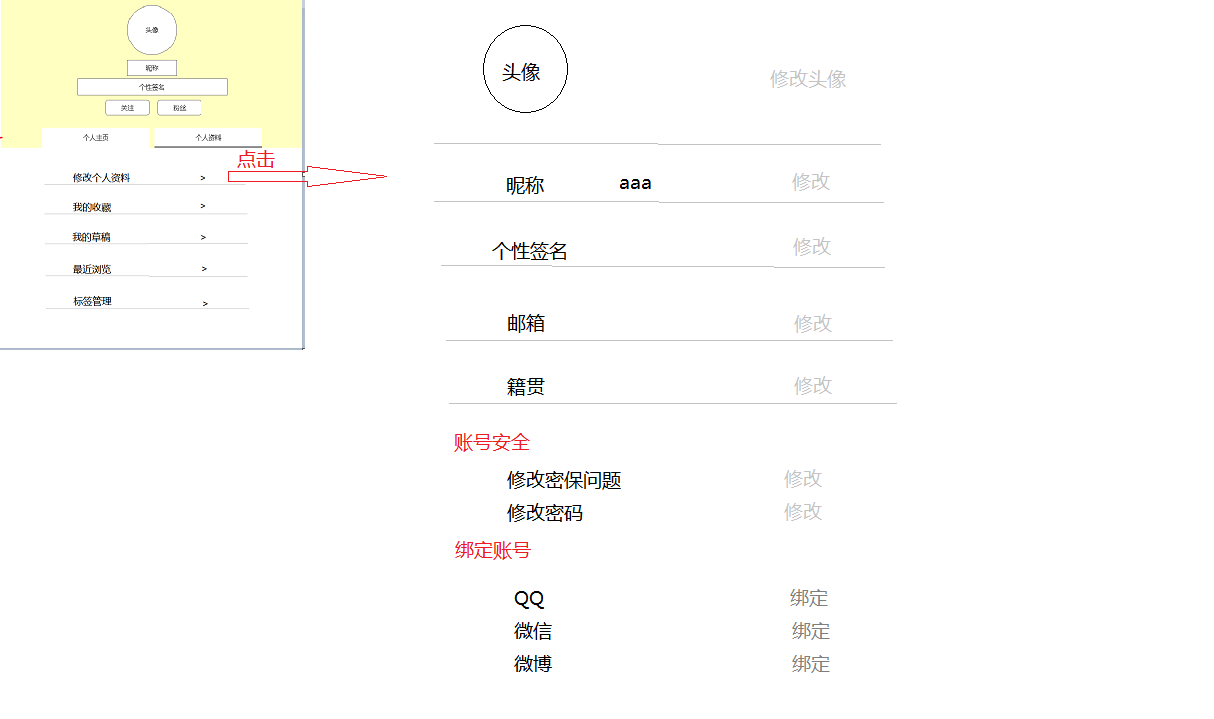 头像
昵称
个性签名
关注 粉丝
个人主页 个人资料
修改个人资料 >
我的收藏 >
我的草稿 >
最近浏览 >
标签管理 >
点击
头像 修改头像
昵称 aaa 修改
个性签名 修改
邮箱 修改
籍贯 修改
账号安全
修改密保问题 修改
修改密码 修改
绑定账号
QQ 绑定
微信 绑定
微博 绑定